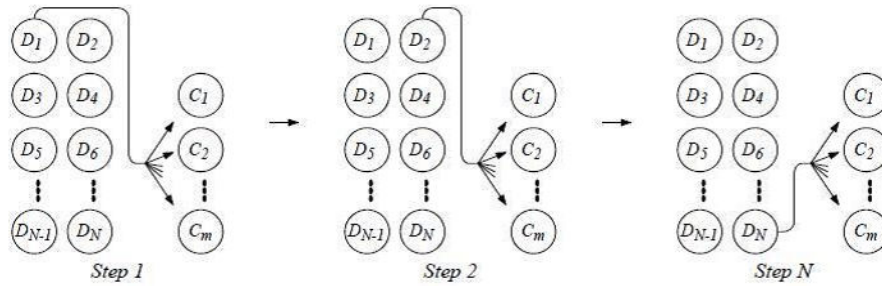 D1 D2 D1 D2 D1 D2
D3 D4 C1 D3 D4 C1 D3 D4 C1
D5 D6 C2 D5 D6 C2 D5 D6 C2
DN-1 DN Cm DN-1 DN Cm DN-1 DN Cm
Step 1 Step 2 Step N